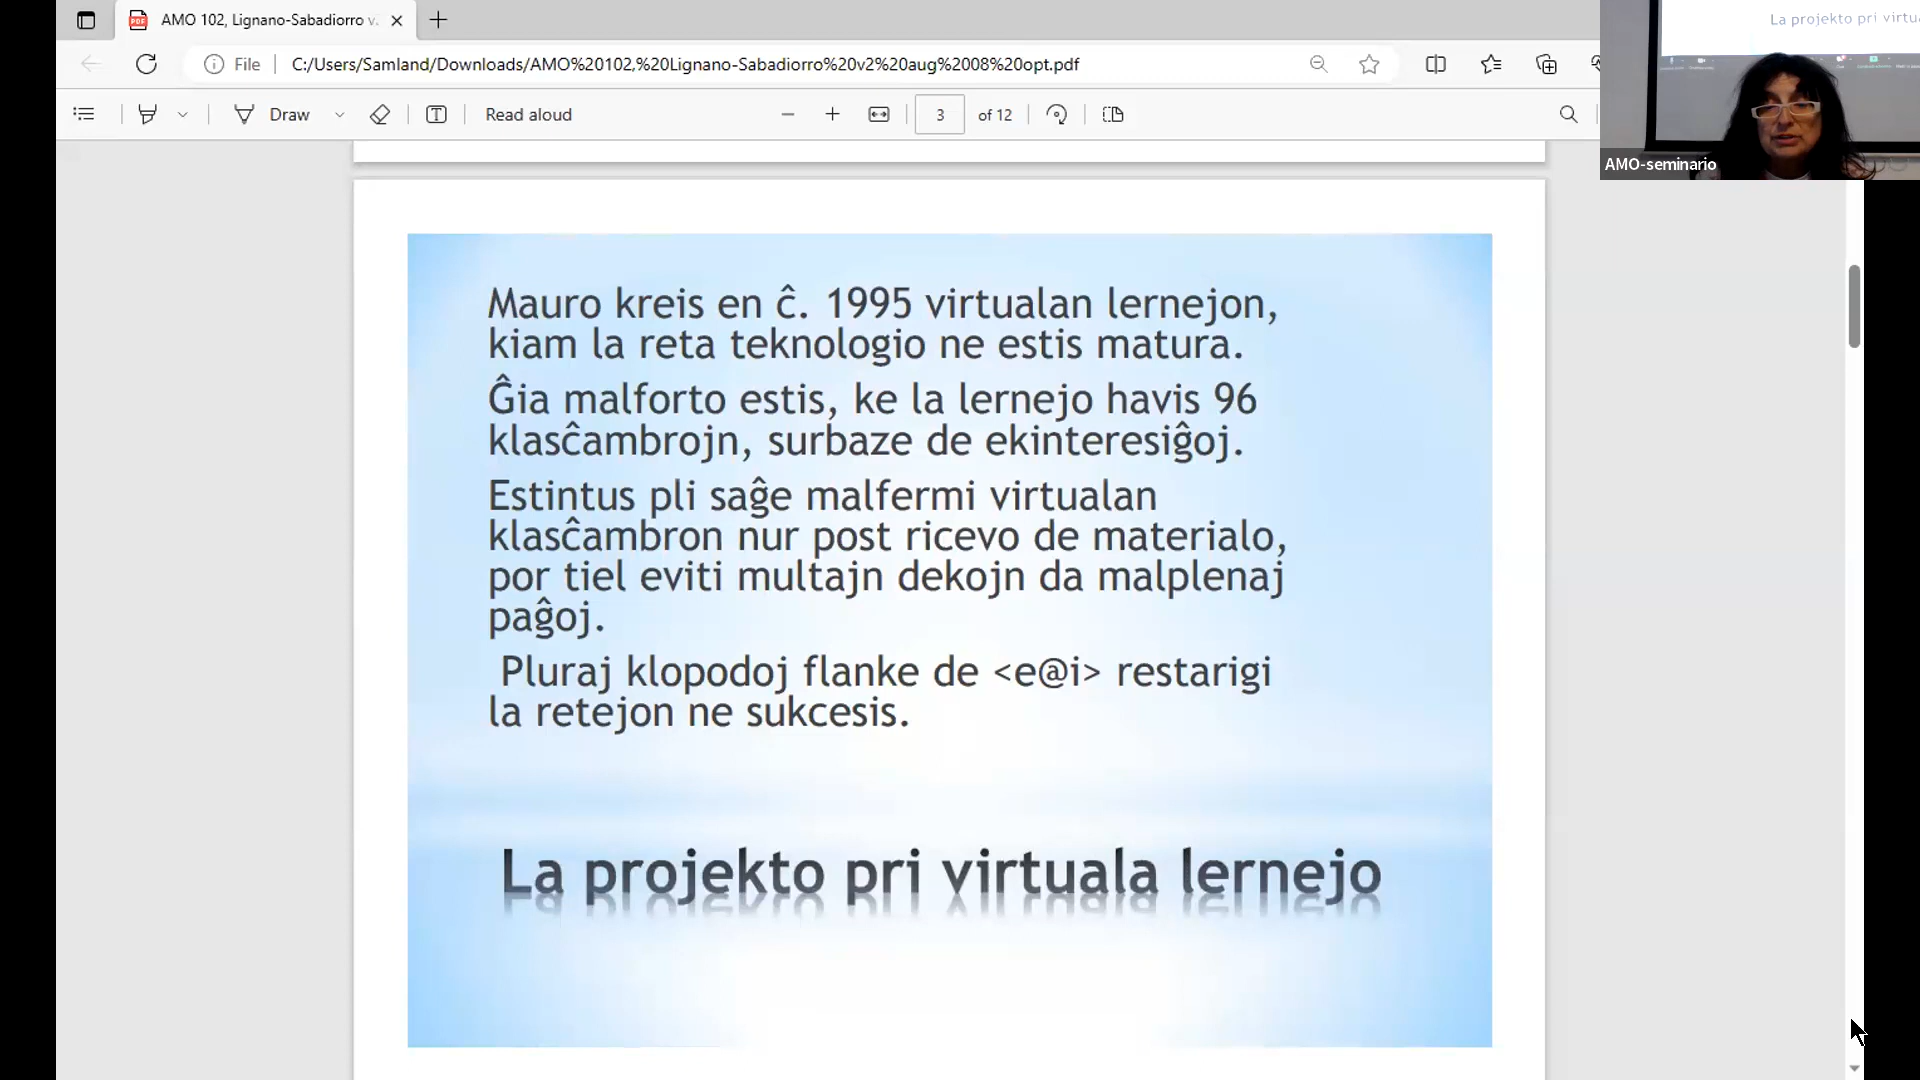 AMO 102, Lignano-Sabadiorro v.
File
C:/Users/Samland/Downloads/AMO%20102,%20Lignano-Sabadiorro%20v2%20aug%2008%20opt.pdf
Draw
Read aloud
3
of 12
La projekto pri virtua
AMO-seminario
Mauro kreis en ĉ. 1995 virtualan lernejon,
kiam la reta teknologio ne estis matura.
Ĝia malforto estis, ke la lernejo havis 96
klasĉambrojn, surbaze de ekinteresiĝoj.
Estintus pli saĝe malfermi virtualan
klasĉambron nur post ricevo de materialo,
por tiel eviti multajn dekojn da malplenaj
paĝoj.
Pluraj klopodoj flanke de <e@i> restarigi
la retejon ne sukcesis.
La projekto pri virtuala lernejo